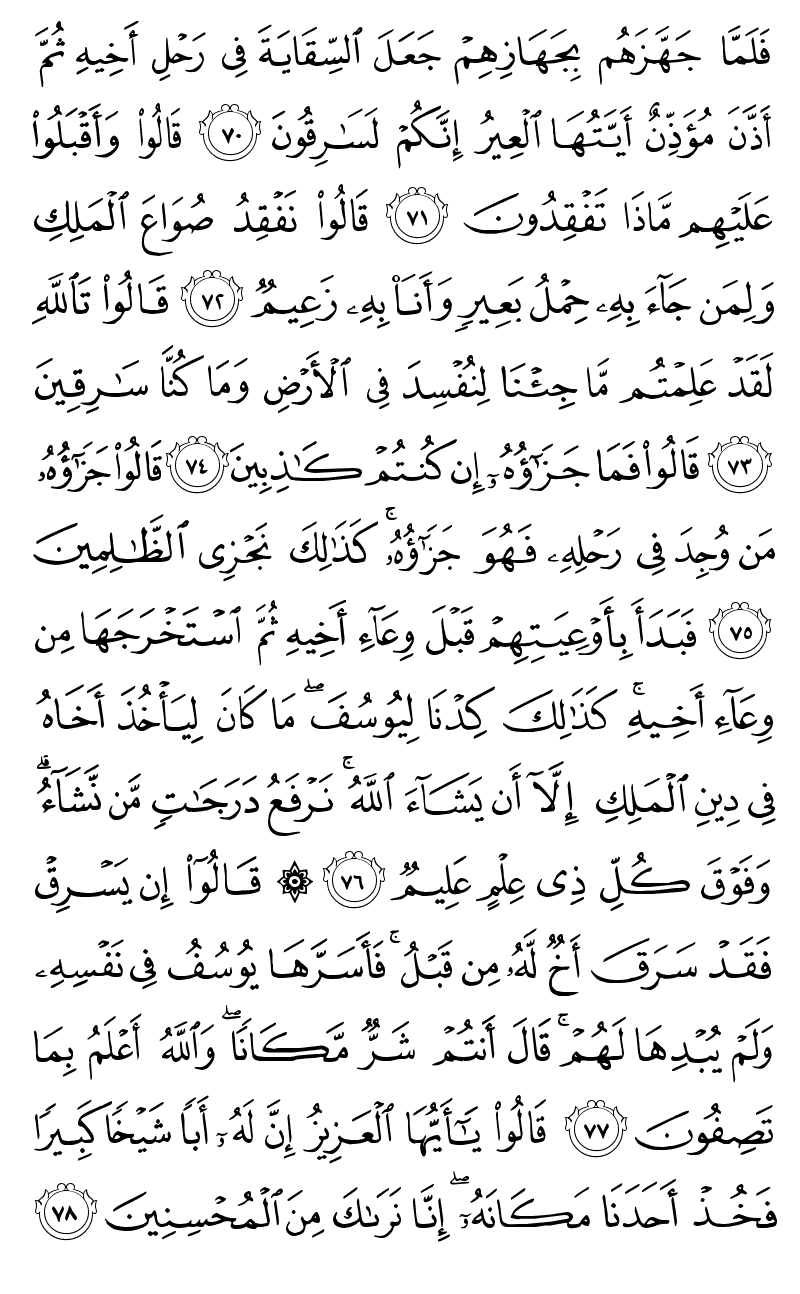 فَلَمَّا جَهَّزَهُم بِجَهَازِهِمْ جَعَلَ ٱلسِّقَايَةَ فِى رَحْلِ أَخِيهِ ثُمَّ
أَذَّنَ مُؤَذِّنٌ أَيَّتُهَا ٱلْعِيرُ إِنَّكُمْ لَسَٰرِقُونَ ٧٠ قَالُوا۟ وَأَقْبَلُوا۟
عَلَيْهِم مَّاذَا تَفْقِدُونَ ٧١ قَالُوا۟ نَفْقِدُ صُوَاعَ ٱلْمَلِكِ
وَلِمَن جَآءَ بِهِۦ حِمْلُ بَعِيرٍ وَأَنَا۠ بِهِۦ زَعِيمٌ ٧٢ قَالُوا۟ تَٱللَّهِ
لَقَدْ عَلِمْتُم مَّا جِئْنَا لِنُفْسِدَ فِى ٱلْأَرْضِ وَمَا كُنَّا سَٰرِقِينَ
٧٣ قَالُوا۟ فَمَا جَزَٰٓؤُهُۥٓ إِن كُنتُمْ كَٰذِبِينَ ٧٤ قَالُوا۟ جَزَٰٓؤُهُۥ
مَن وُجِدَ فِى رَحْلِهِۦ فَهُوَ جَزَٰٓؤُهُۥ ۚ كَذَٰلِكَ نَجْزِى ٱلظَّٰلِمِينَ
٧٥ فَبَدَأَ بِأَوْعِيَتِهِمْ قَبْلَ وِعَآءِ أَخِيهِ ثُمَّ ٱسْتَخْرَجَهَا مِن
وِعَآءِ أَخِيهِ ۚ كَذَٰلِكَ كِدْنَا لِيُوسُفَ ۖ مَا كَانَ لِيَأْخُذَ أَخَاهُ
فِى دِينِ ٱلْمَلِكِ إِلَّآ أَن يَشَآءَ ٱللَّهُ ۚ نَرْفَعُ دَرَجَٰتٍ مَّن نَّشَآءُ ۗ
وَفَوْقَ كُلِّ ذِى عِلْمٍ عَلِيمٌ ٧٦ ۞ قَالُوٓا۟ إِن يَسْرِقْ
فَقَدْ سَرَقَ أَخٌ لَّهُۥ مِن قَبْلُ ۚ فَأَسَرَّهَا يُوسُفُ فِى نَفْسِهِۦ
وَلَمْ يُبْدِهَا لَهُمْ ۚ قَالَ أَنتُمْ شَرٌّ مَّكَانًا ۖ وَٱللَّهُ أَعْلَمُ بِمَا
تَصِفُونَ ٧٧ قَالُوا۟ يَٰٓأَيُّهَا ٱلْعَزِيزُ إِنَّ لَهُۥٓ أَبًا شَيْخًا كَبِيرًا
فَخُذْ أَحَدَنَا مَكَانَهُۥٓ ۖ إِنَّا نَرَىٰكَ مِنَ ٱلْمُحْسِنِينَ ٧٨